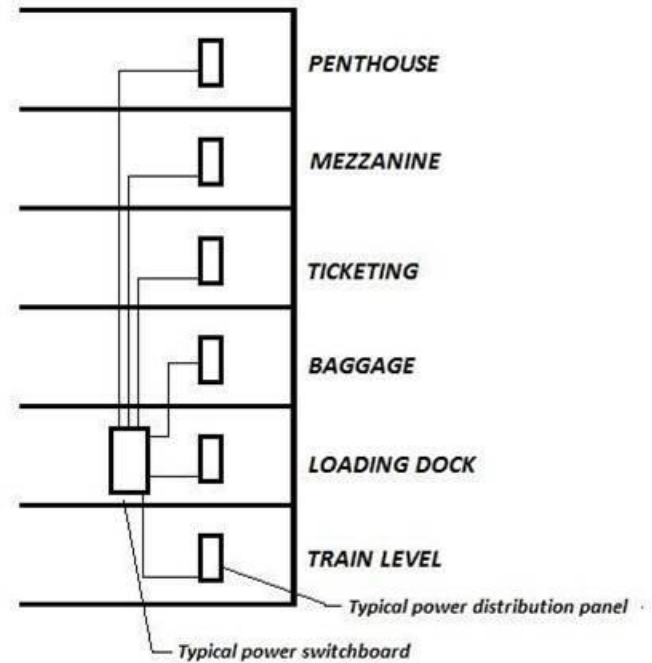 PENTHOUSE
MEZZANINE
TICKETING
BAGGAGE
LOADING DOCK
TRAIN LEVEL
Typical power distribution panel
Typical power switchboard